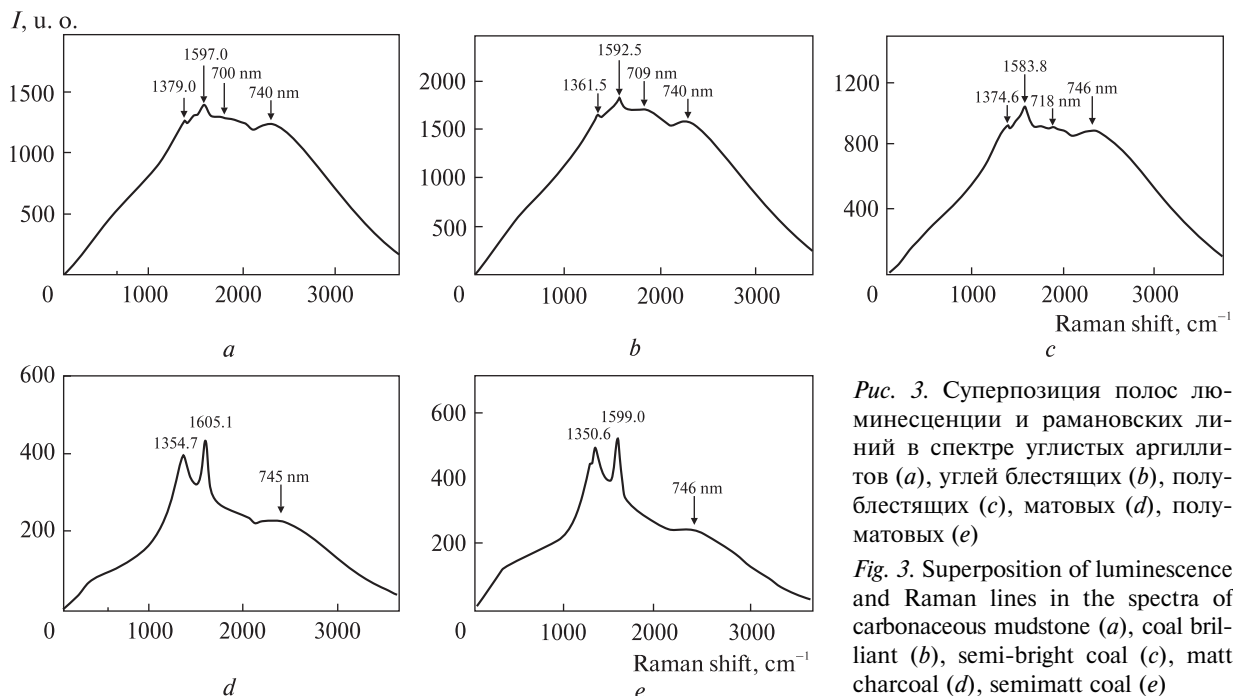 I, u. o.
1500
1000
500
0
1000
2000
3000
1379.0
1597.0
700 nm
740 nm
a
2000
1500
1000
500
0
1000
2000
3000
1361.5
1592.5
709 nm
740 nm
b
1200
800
400
0
1000
2000
3000
1374.6
1583.8
718 nm
746 nm
Raman shift, cm⁻¹
c
600
400
200
0
1000
2000
3000
1354.7
1605.1
745 nm
d
600
400
200
0
1000
2000
3000
1350.6
1599.0
746 nm
Raman shift, cm⁻¹
e
Рис. 3. Суперпозиция полос лю-
минесценции и рамановских ли-
ний в спектре углистых аргилли-
тов (a), углей блестящих (b), полу-
блестящих (c), матовых (d), полу-
матовых (e)
Fig. 3. Superposition of luminescence
and Raman lines in the spectra of
carbonaceous mudstone (a), coal bril-
liant (b), semi-bright coal (c), matt
charcoal (d), semimatt coal (e)